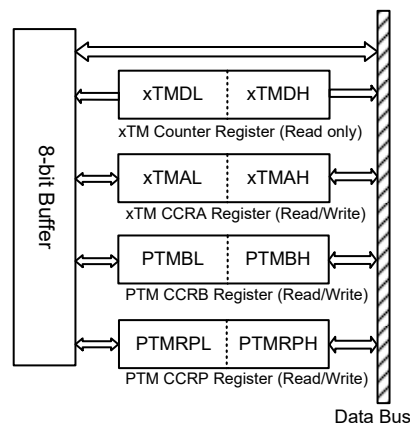 8-bit Buffer
xTMDL xTMDH
xTM Counter Register (Read only)
xTMAL xTMAH
xTM CCRA Register (Read/Write)
PTMBL PTMBH
PTM CCRB Register (Read/Write)
PTMRPL PTMRPH
PTM CCRP Register (Read/Write)
Data Bus